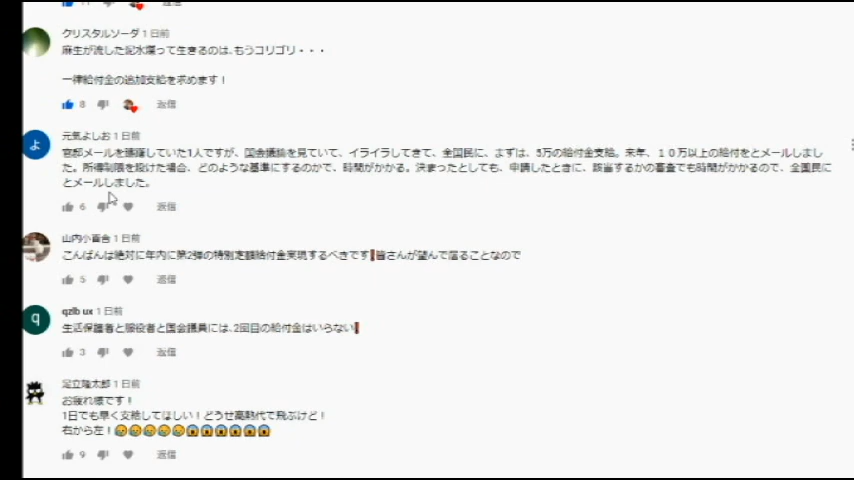 クリスタルソーダ 1日前
麻生が流した泥水啜って生きるのは、もうコリゴリ・・・
一律給付金の追加支給を求めます！
8 返信
元気よしお 1日前
官邸メールを躊躇していた1人ですが、国会議論を見ていて、イライラしてきて、全国民に、まずは、5万の給付金支給。来年、１０万以上の給付をとメールしまし
た。所得制限を設けた場合、どのような基準にするのかで、時間がかかる。決まったとしても、申請したときに、該当するかの審査でも時間がかかるので、全国民に
とメールしました。
6 返信
山内小百合 1日前
こんばんは絶対に年内に第2弾の特別定額給付金実現するべきです❗皆さんが望んで居ることなので
5 返信
qzlb ux 1日前
生活保護者と服役者と国会議員には、2回目の給付金はいらない❗
3 返信
足立隆太郎 1日前
お疲れ様です！
1日でも早く支給してほしい！どうせ高熱代で飛ぶけど！
右から左！😥😥😥😥😥😱😱😱😱😱😱
9 返信